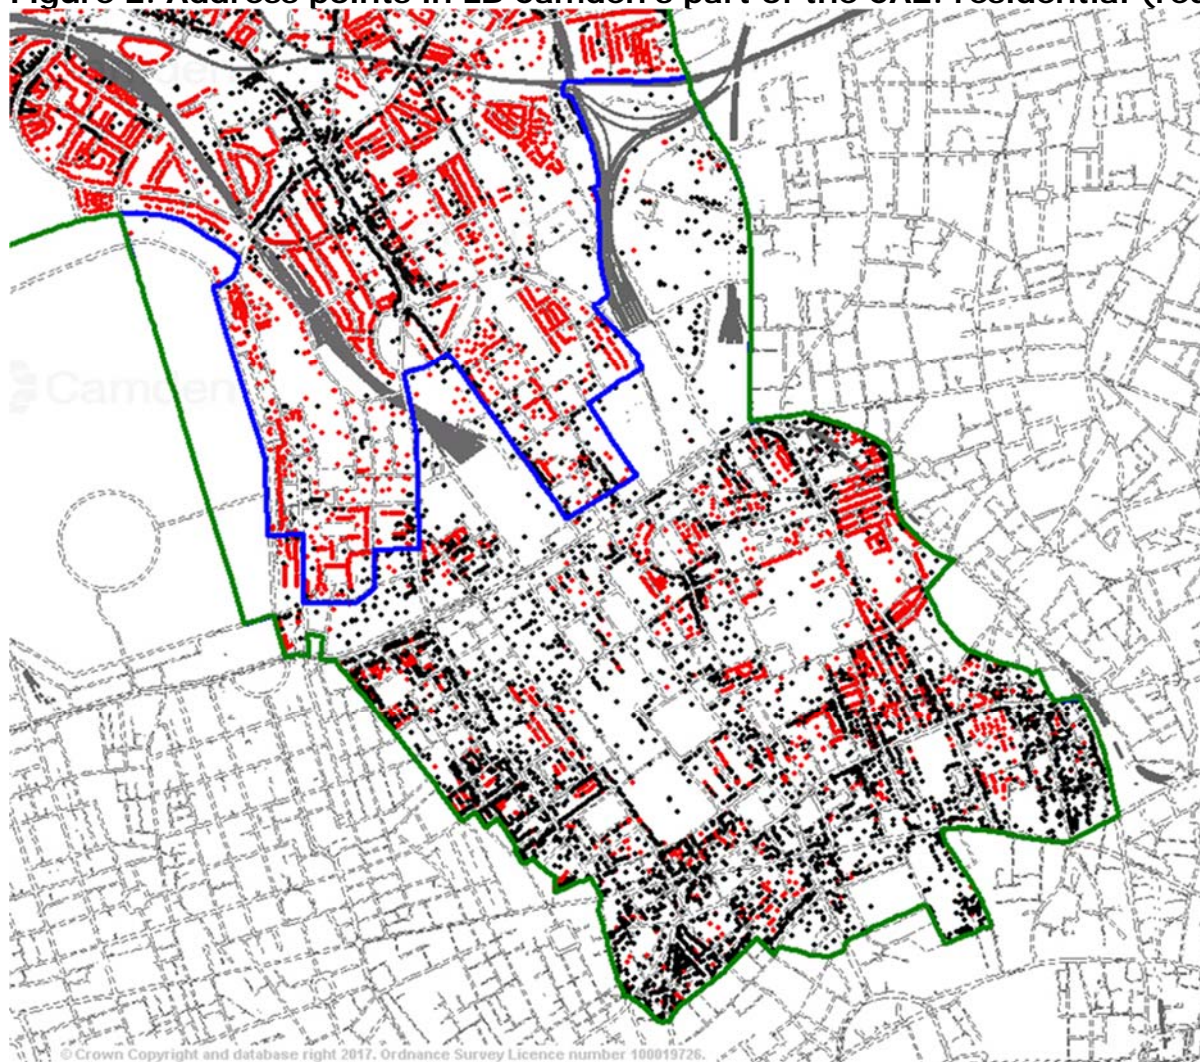 Figure 2: Address points in LB Camden's part of the CAZ: residential (red
Camden
© Crown Copyright and database right 2017. Ordnance Survey Licence number 100019726.